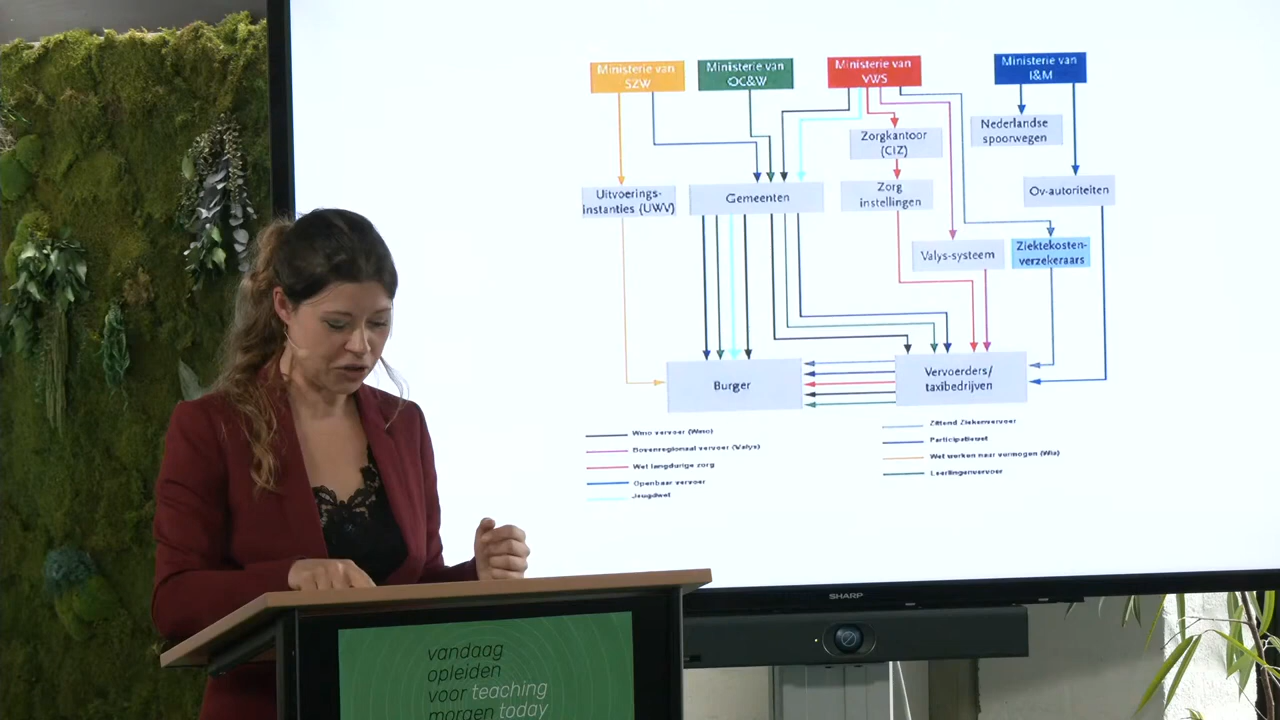 Ministerie van
SZW
Ministerie van
OC&W
Ministerie van
VWS
Ministerie van
I&M
Nederlandse
spoorwegen
Zorgkantoor
(CIZ)
Uitvoerings-
instanties (UWV)
Gemeenten
Zorg
instellingen
Ov-autoriteiten
Valys-systeem
Ziektekosten-
verzekeraars
Burger
Vervoerders/
taxibedrijven
Wmo vervoer (Wmo)
Bovenregionaal vervoer (Valys)
Wet langdurige zorg
Openbaar vervoer
Jeugdwet
Zittend Ziekenvervoer
Participatiewet
Wet werken naar vermogen (Wia)
Leerlingenvervoer
SHARP
vandaag
opleiden
voor teaching
morgen today